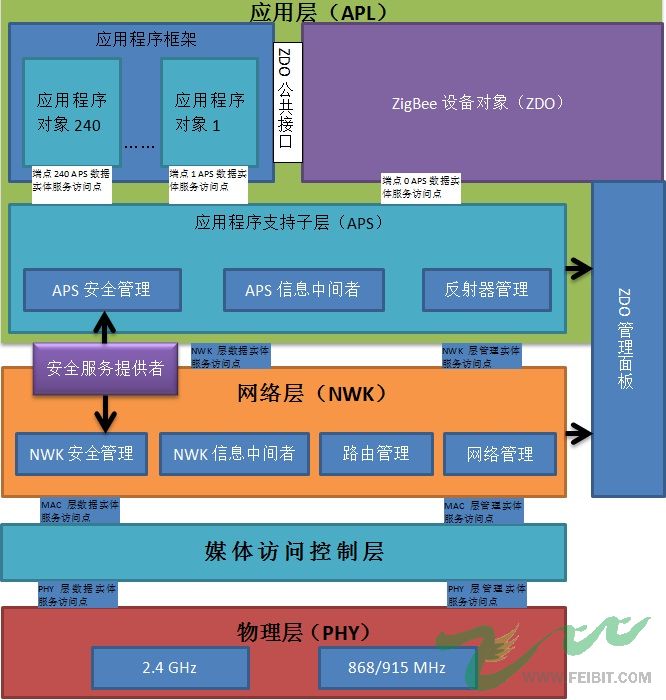 应用层（APL）
应用程序框架
应用程序
对象 240
……
应用程序
对象 1
ZDO 公共接口
ZigBee 设备对象（ZDO）
端点 240 APS 数据
实体服务访问点
端点 1 APS 数据实
体服务访问点
端点 0 APS 数据实
体服务访问点
应用程序支持子层（APS）
APS 安全管理
APS 信息中间者
反射器管理
ZDO 管理面板
安全服务提供者
NWK 层数据实体
服务访问点
NWK 层管理实体
服务访问点
网络层（NWK）
NWK 安全管理
NWK 信息中间者
路由管理
网络管理
MAC 层数据实体
服务访问点
MAC 层管理实体
服务访问点
媒体访问控制层
PHY 层数据实体
服务访问点
PHY 层管理实体
服务访问点
物理层（PHY）
2.4 GHz
868/915 MHz
WWW.FEIBIT.COM